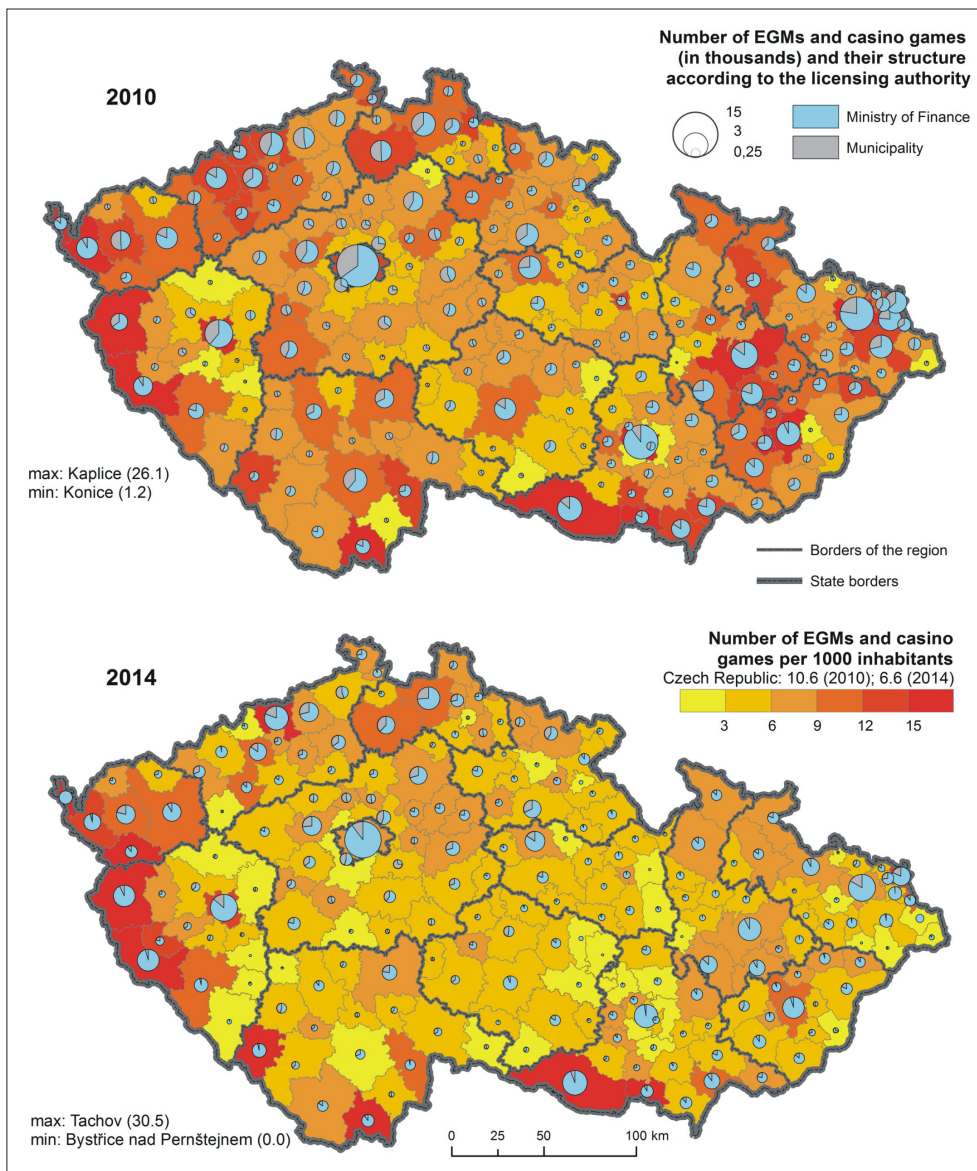 2010
Number of EGMs and casino games
(in thousands) and their structure
according to the licensing authority
15
3
0,25
Ministry of Finance
Municipality
max: Kaplice (26.1)
min: Konice (1.2)
Borders of the region
State borders
2014
Number of EGMs and casino
games per 1000 inhabitants
Czech Republic: 10.6 (2010); 6.6 (2014)
3 6 9 12 15
max: Tachov (30.5)
min: Bystřice nad Pernštejnem (0.0)
0 25 50 100 km